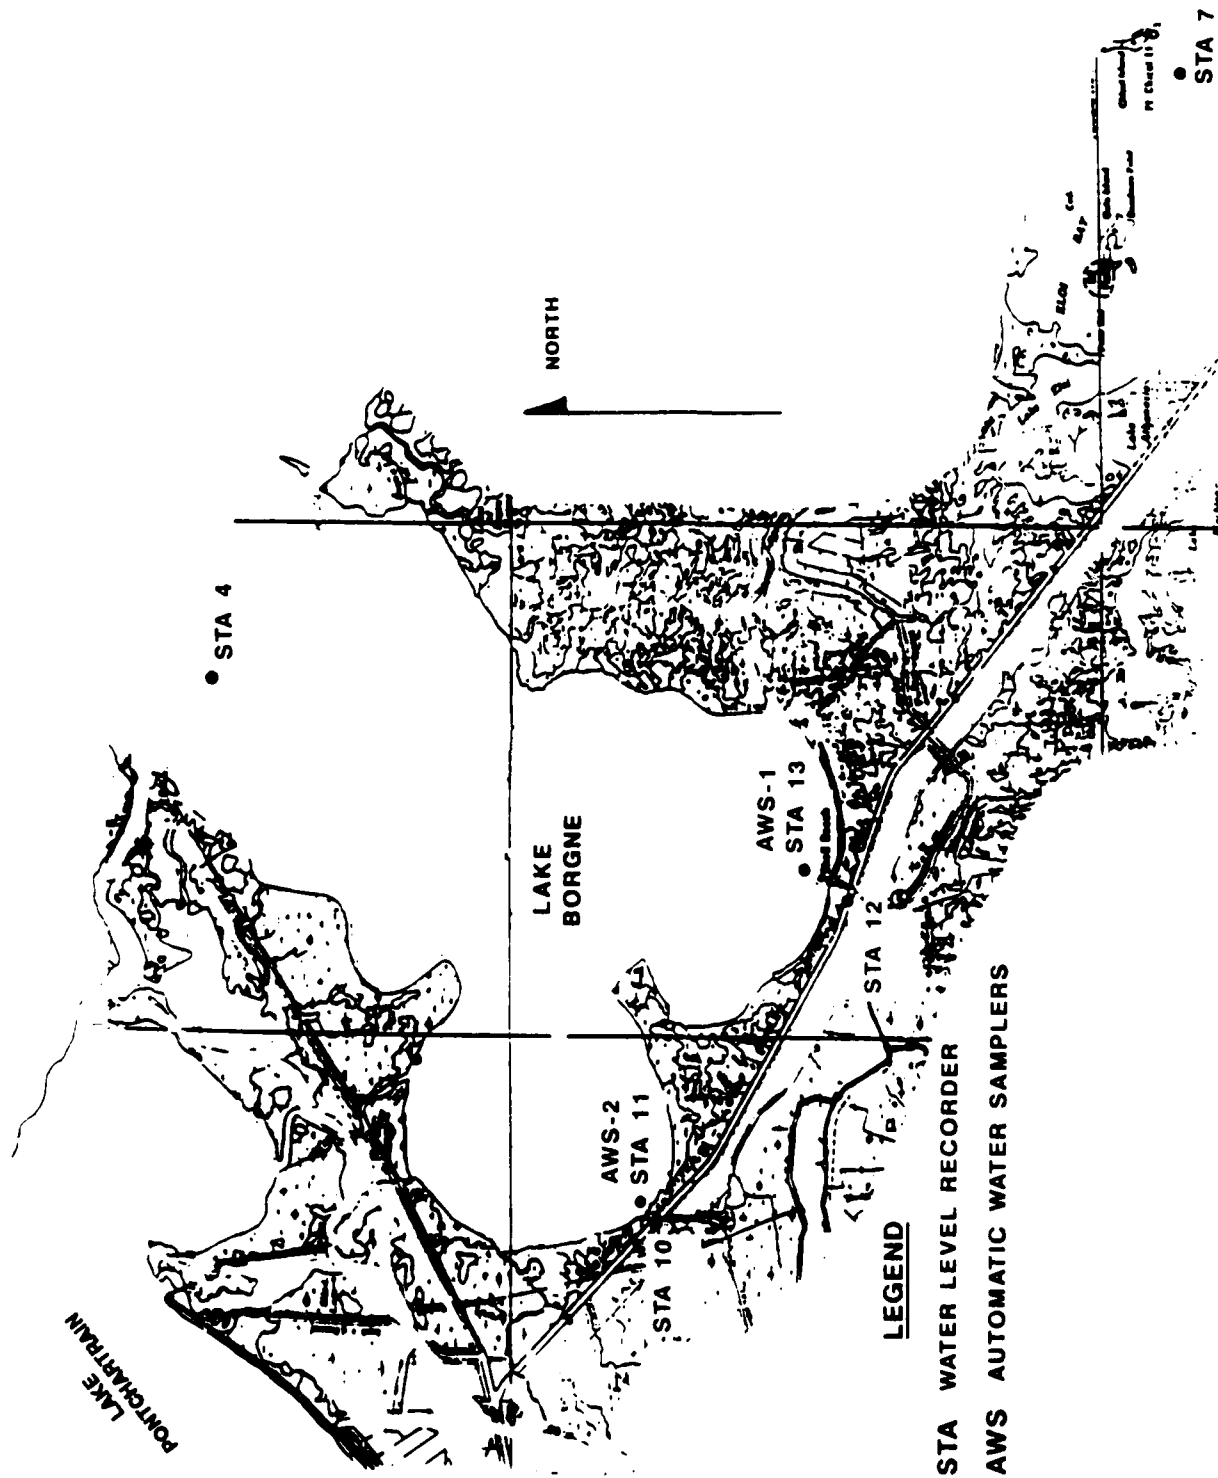 LAKE
PONTCHARTRAIN
STA 4
NORTH
LAKE
BORGNE
AWS-2
STA 11
STA 10
AWS-1
STA 13
STA 12
STA 7
Lake
LEGEND
STA WATER LEVEL RECORDER
AWS AUTOMATIC WATER SAMPLERS